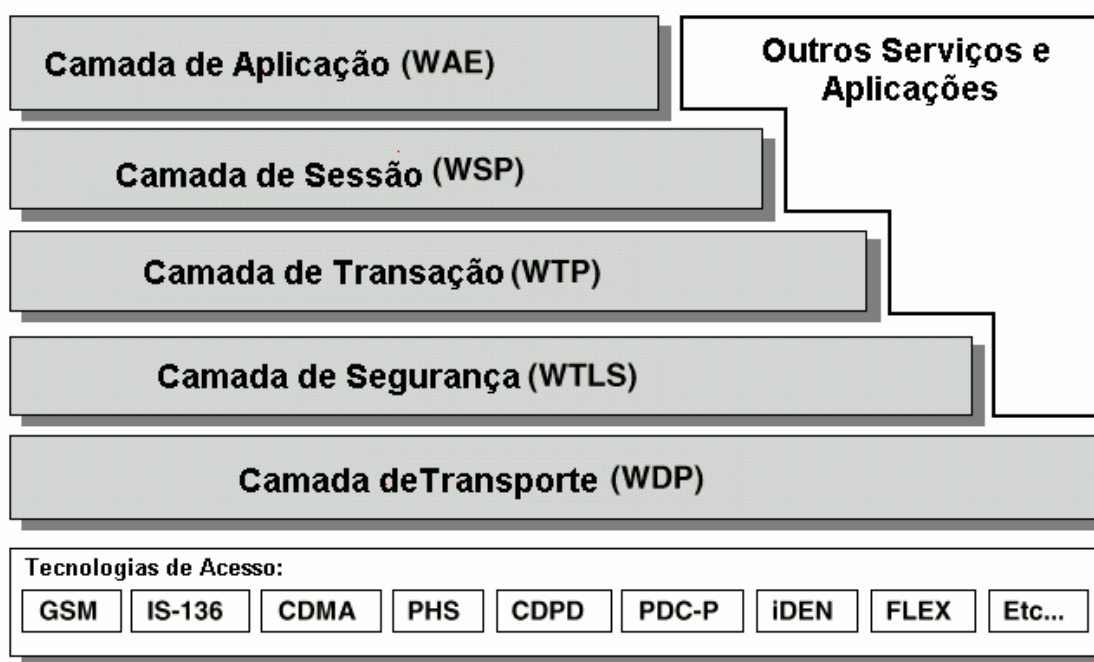 Camada de Aplicação (WAE)
Outros Serviços e
Aplicações
Camada de Sessão (WSP)
Camada de Transação (WTP)
Camada de Segurança (WTLS)
Camada deTransporte (WDP)
Tecnologias de Acesso:
GSM IS-136 CDMA PHS CDPD PDC-P iDEN FLEX Etc...